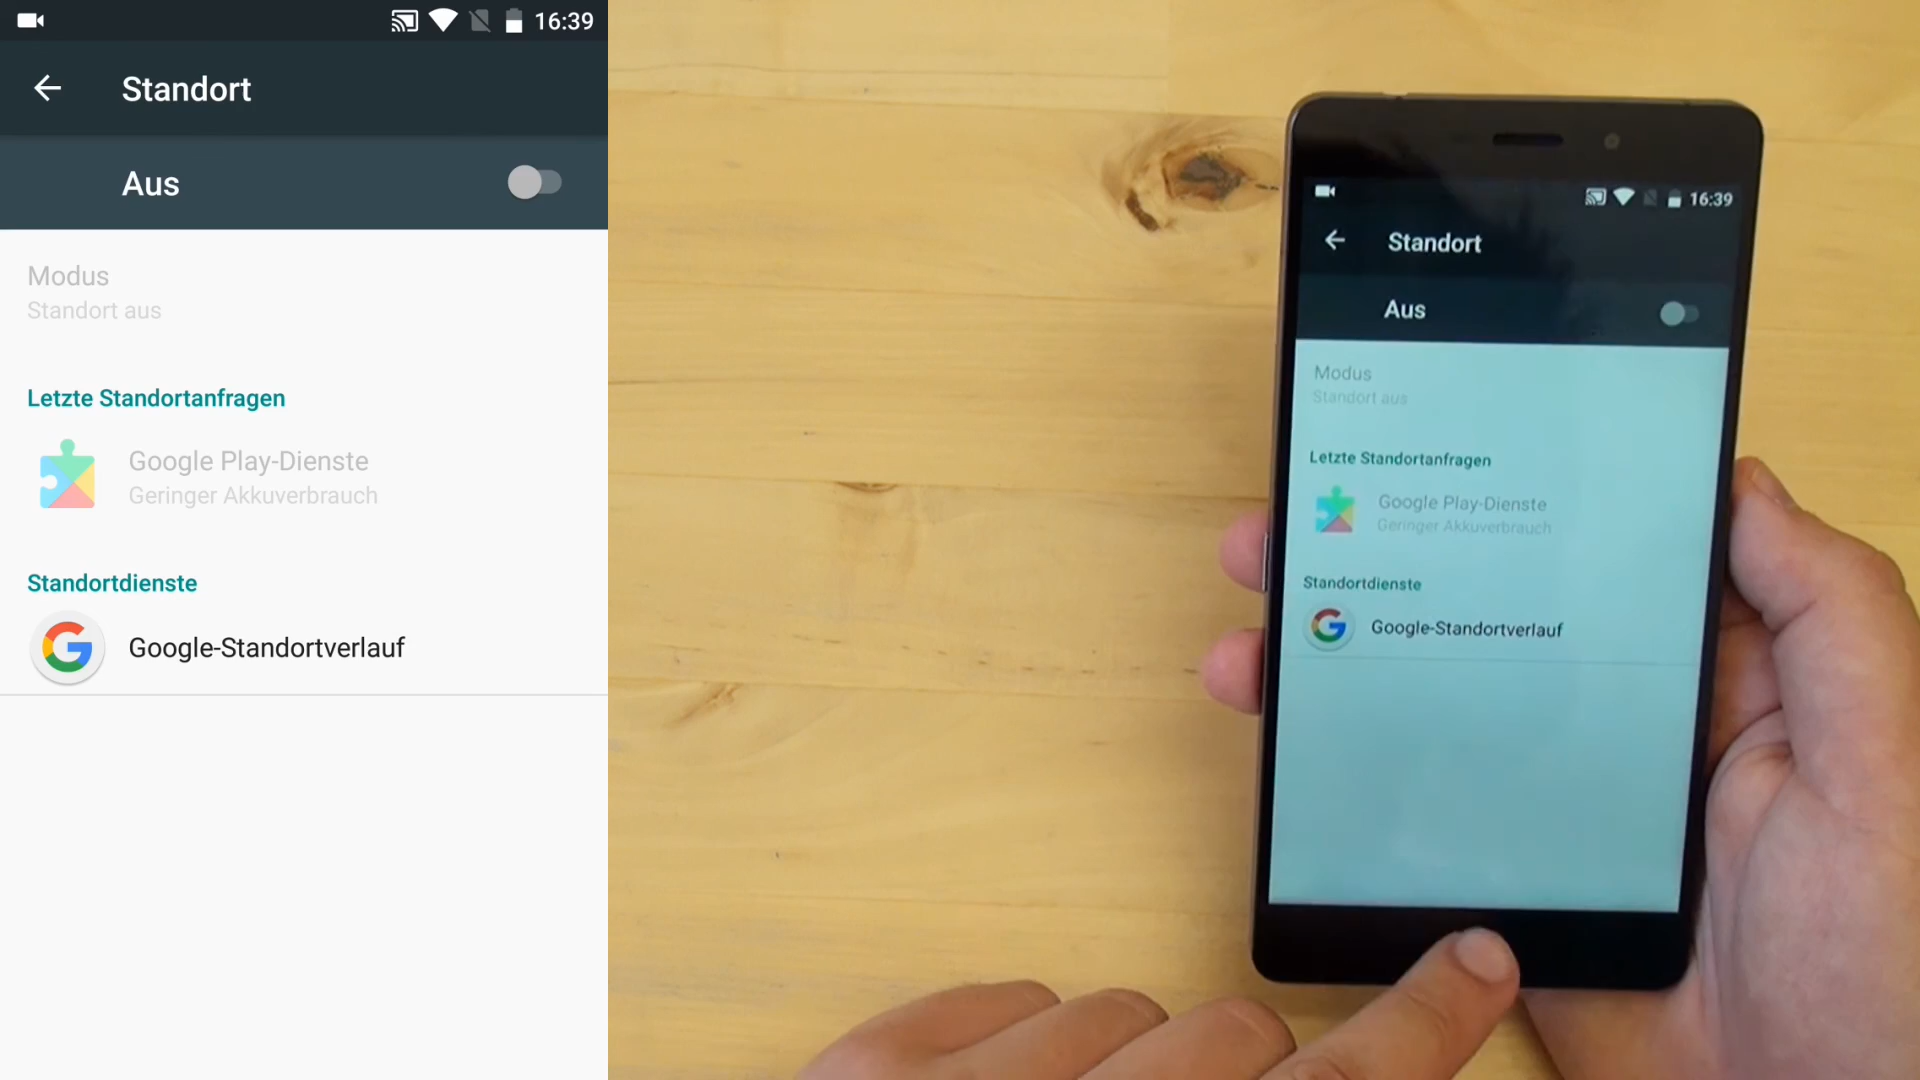 16:39
Standort
Aus
Modus
Standort aus
Letzte Standortanfragen
Google Play-Dienste
Geringer Akkuverbrauch
Standortdienste
Google-Standortverlauf
16:39
Standort
Aus
Modus
Standort aus
Letzte Standortanfragen
Google Play-Dienste
Geringer Akkuverbrauch
Standortdienste
Google-Standortverlauf